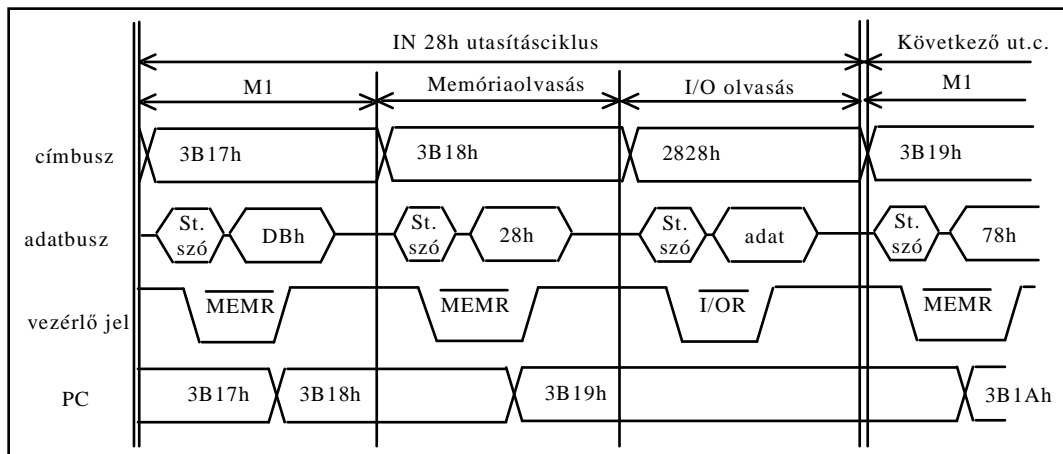 IN 28h utasításciklus
Következő ut.c.
M1
Memóriaolvasás
I/O olvasás
M1
címbusz
3B17h
3B18h
2828h
3B19h
adatbusz
St. szó
DBh
St. szó
28h
St. szó
adat
St. szó
78h
vezérlő jel
MEMR
MEMR
I/OR
MEMR
PC
3B17h
3B18h
3B19h
3B1Ah